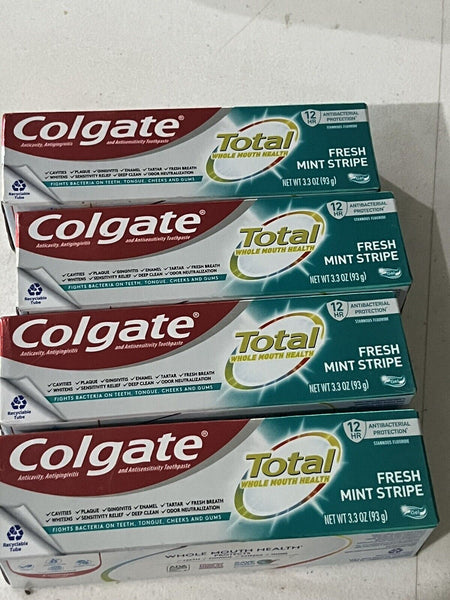 Colgate®
Anticavity, Antigingivitis and Antisensitivity Toothpaste
Total
WHOLE MOUTH HEALTH
12 HR ANTIBACTERIAL PROTECTION*
STANNOUS FLUORIDE
FRESH
MINT STRIPE
Gel
NET WT 3.3 OZ (93 g)
✓CAVITIES ✓PLAQUE ✓GINGIVITIS ✓ENAMEL ✓TARTAR ✓FRESH BREATH
✓WHITENS ✓SENSITIVITY RELIEF ✓DEEP CLEAN ✓ODOR NEUTRALIZATION
FIGHTS BACTERIA ON TEETH, TONGUE, CHEEKS AND GUMS
Recyclable
Tube
Colgate®
Anticavity, Antigingivitis and Antisensitivity Toothpaste
Total
WHOLE MOUTH HEALTH
12 HR ANTIBACTERIAL PROTECTION*
STANNOUS FLUORIDE
FRESH
MINT STRIPE
Gel
NET WT 3.3 OZ (93 g)
✓CAVITIES ✓PLAQUE ✓GINGIVITIS ✓ENAMEL ✓TARTAR ✓FRESH BREATH
✓WHITENS ✓SENSITIVITY RELIEF ✓DEEP CLEAN ✓ODOR NEUTRALIZATION
FIGHTS BACTERIA ON TEETH, TONGUE, CHEEKS AND GUMS
Recyclable
Tube
Colgate®
Anticavity, Antigingivitis and Antisensitivity Toothpaste
Total
WHOLE MOUTH HEALTH
12 HR ANTIBACTERIAL PROTECTION*
STANNOUS FLUORIDE
FRESH
MINT STRIPE
Gel
NET WT 3.3 OZ (93 g)
✓CAVITIES ✓PLAQUE ✓GINGIVITIS ✓ENAMEL ✓TARTAR ✓FRESH BREATH
✓WHITENS ✓SENSITIVITY RELIEF ✓DEEP CLEAN ✓ODOR NEUTRALIZATION
FIGHTS BACTERIA ON TEETH, TONGUE, CHEEKS AND GUMS
Recyclable
Tube
Colgate®
Anticavity, Antigingivitis and Antisensitivity Toothpaste
Total
WHOLE MOUTH HEALTH
12 HR ANTIBACTERIAL PROTECTION*
STANNOUS FLUORIDE
FRESH
MINT STRIPE
Gel
NET WT 3.3 OZ (93 g)
✓CAVITIES ✓PLAQUE ✓GINGIVITIS ✓ENAMEL ✓TARTAR ✓FRESH BREATH
✓WHITENS ✓SENSITIVITY RELIEF ✓DEEP CLEAN ✓ODOR NEUTRALIZATION
FIGHTS BACTERIA ON TEETH, TONGUE, CHEEKS AND GUMS
Recyclable
Tube
WHOLE MOUTH HEALTH
ADA